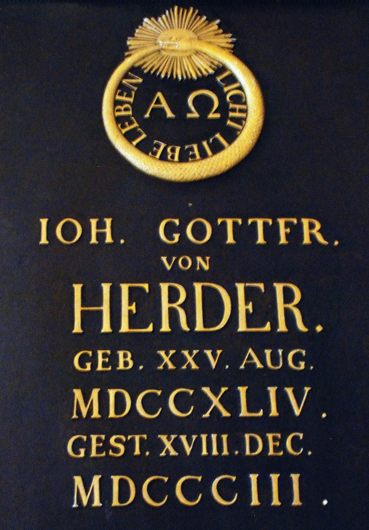 LICHT LIEBE LEBEN
Α Ω
IOH. GOTTFR.
VON
HERDER.
GEB. XXV. AUG.
MDCCXLIV.
GEST. XVIII. DEC.
MDCCCIII.